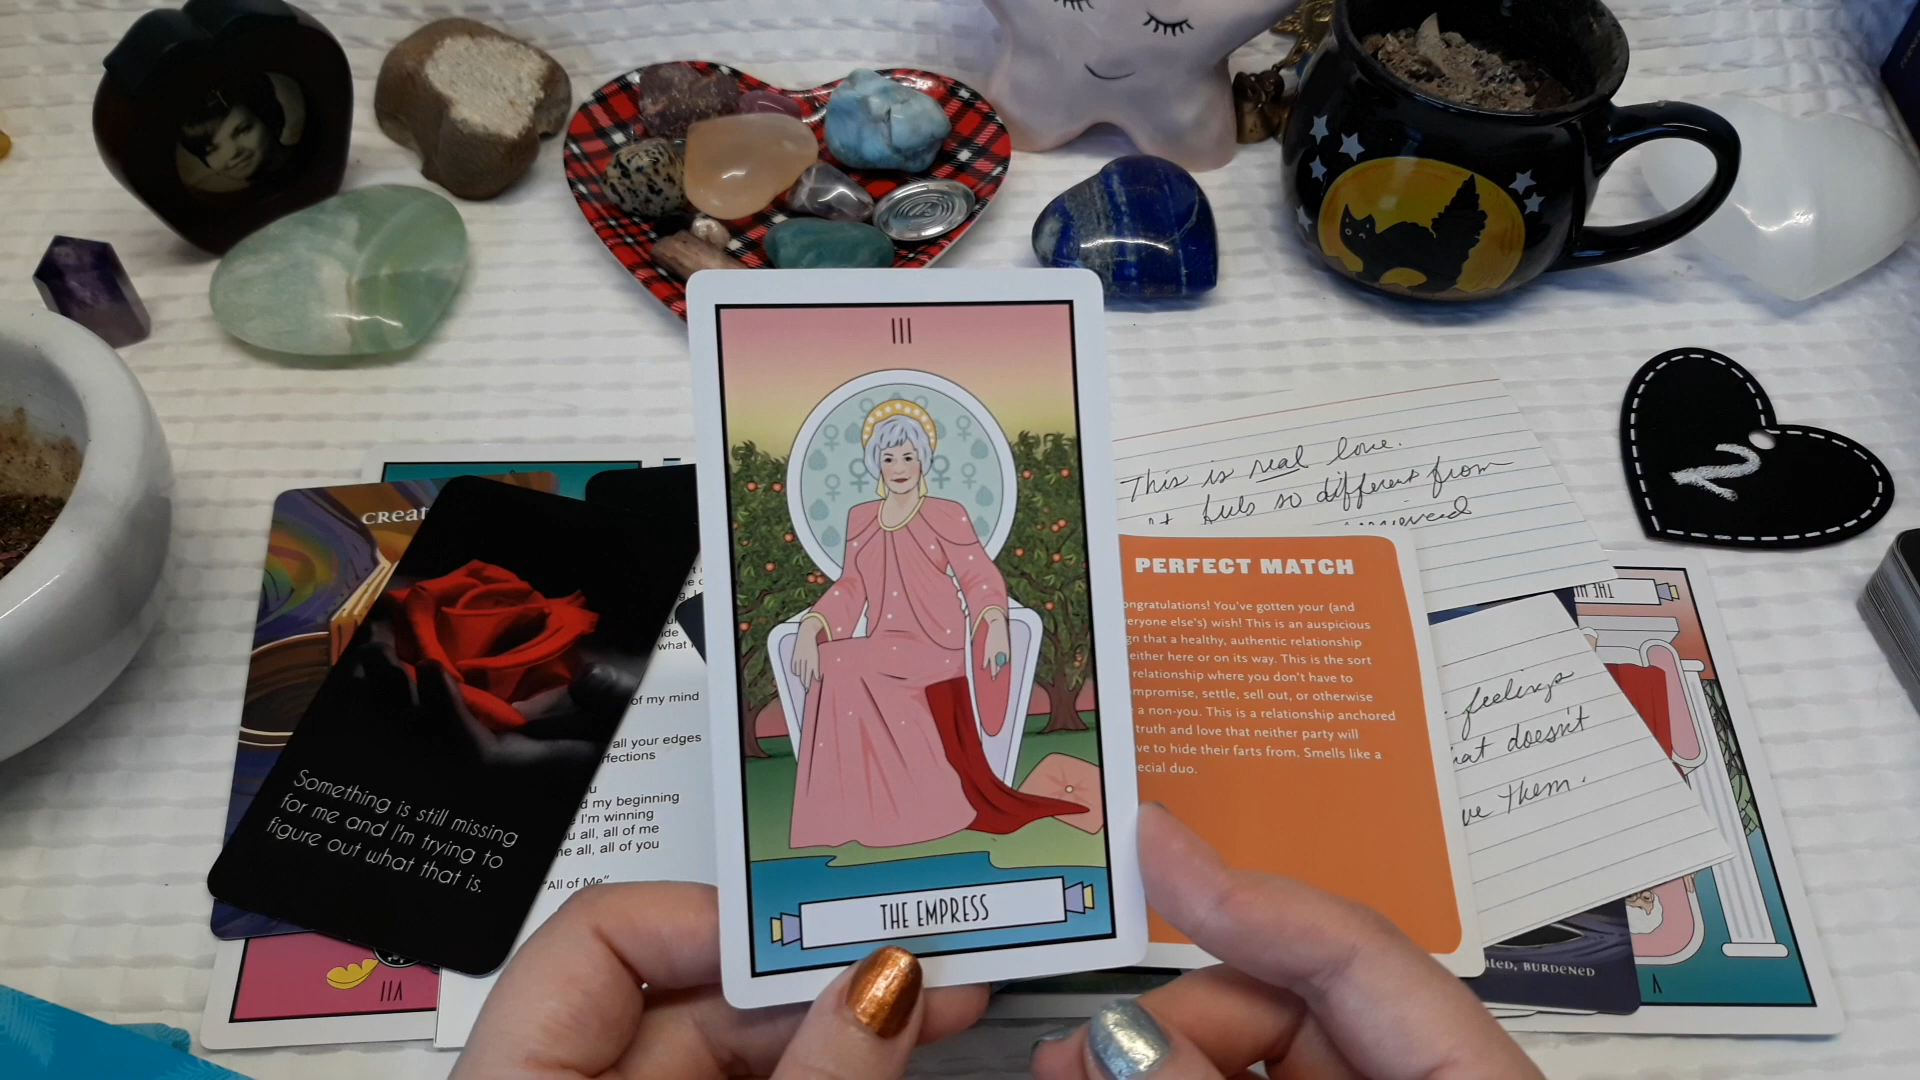 III
THE EMPRESS
This is real love.
feels so different from
2
PERFECT MATCH
ongratulations! You've gotten your (and
eryone else's) wish! This is an auspicious
gn that a healthy, authentic relationship
either here or on its way. This is the sort
relationship where you don't have to
mpromise, settle, sell out, or otherwise
a non-you. This is a relationship anchored
truth and love that neither party will
ve to hide their farts from. Smells like a
ecial duo.
feelings
hat doesn't
ve them.
Creat
Something is still missing
for me and I'm trying to
figure out what that is.
what
of my mind
all your edges
fections
u
d my beginning
I'm winning
u all, all of me
me all, all of you
"All of Me"
VII
ated, BURDENED
V
THE